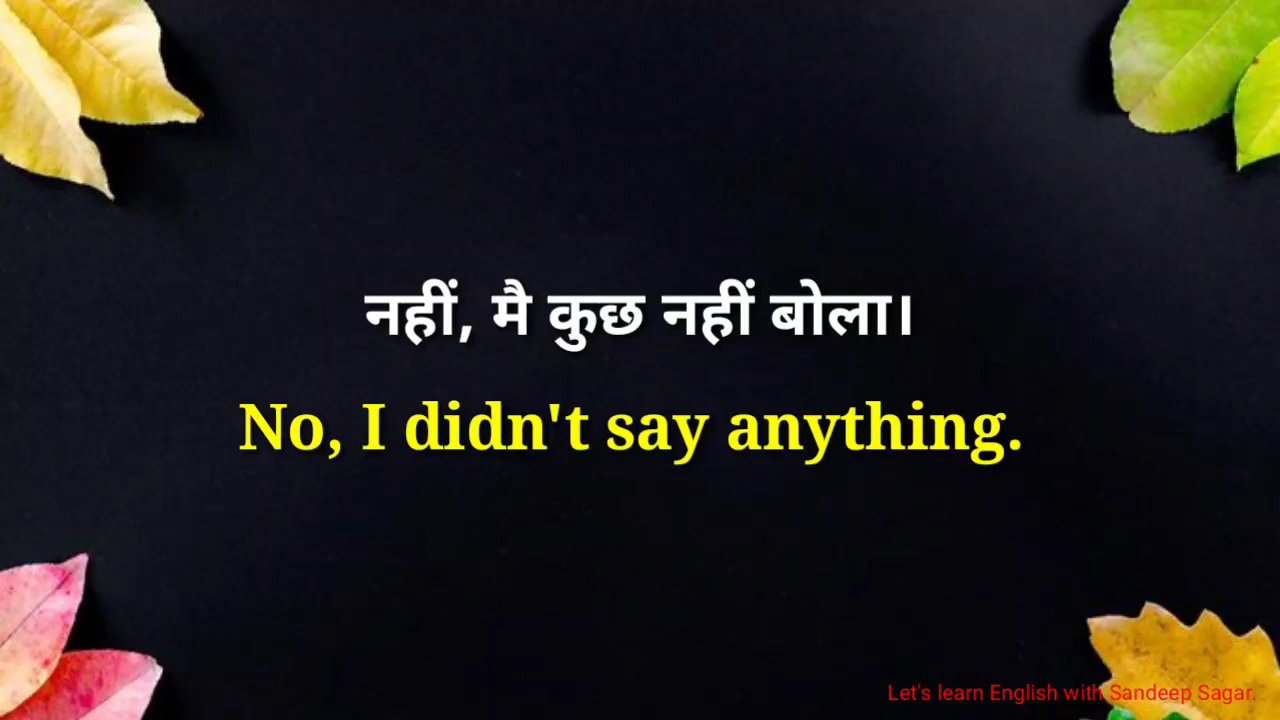 नहीं, मै कुछ नहीं बोला।
No, I didn't say anything.
Let's learn English with Sandeep Sagar.